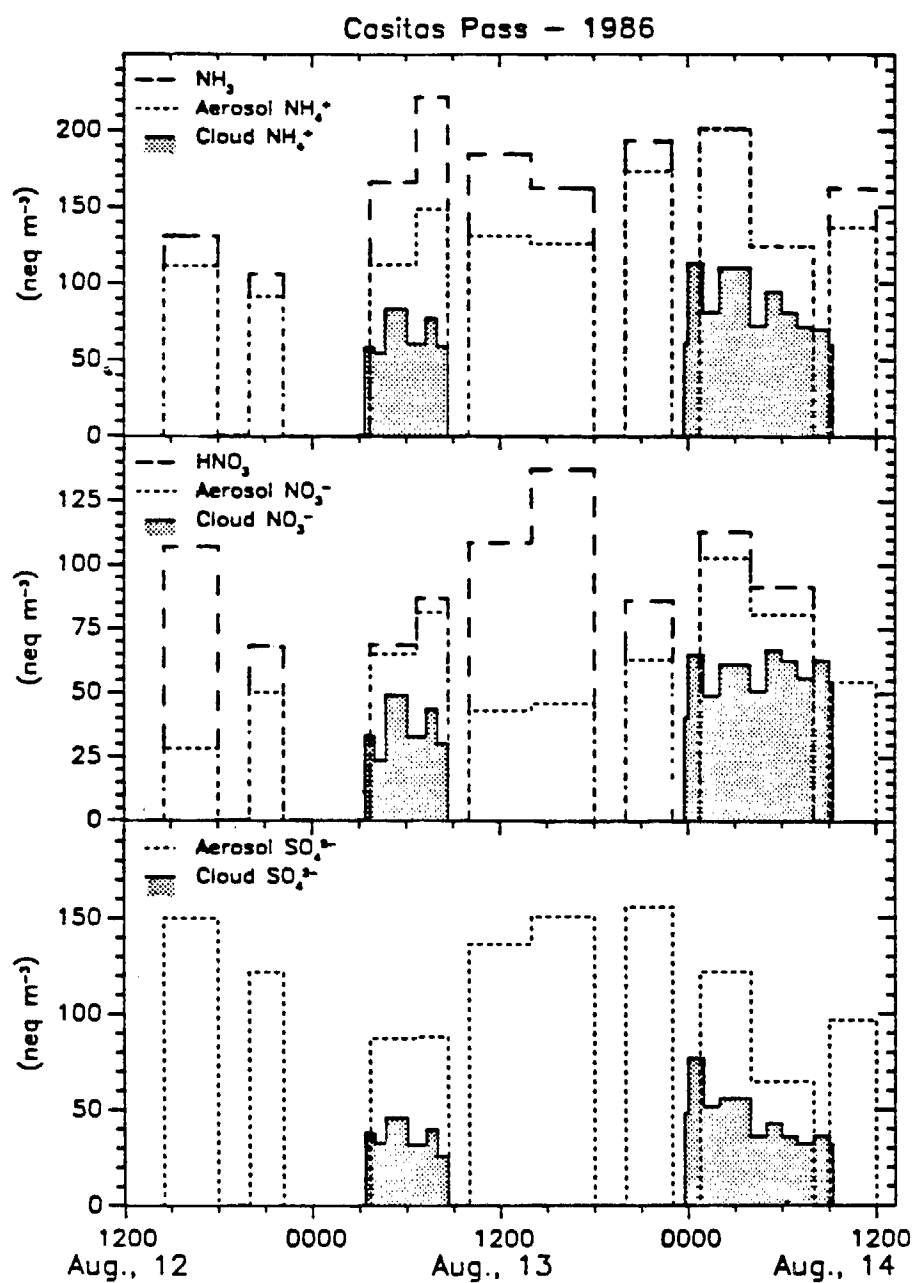 Casitas Pass – 1986
NH₃
Aerosol NH₄⁺
Cloud NH₄⁺
200
150
100
50
0
(neq m⁻³)
HNO₃
Aerosol NO₃⁻
Cloud NO₃⁻
125
100
75
50
25
0
(neq m⁻³)
Aerosol SO₄²⁻
Cloud SO₄²⁻
150
100
50
0
(neq m⁻³)
1200 0000 1200 0000 1200
Aug., 12 Aug., 13 Aug., 14